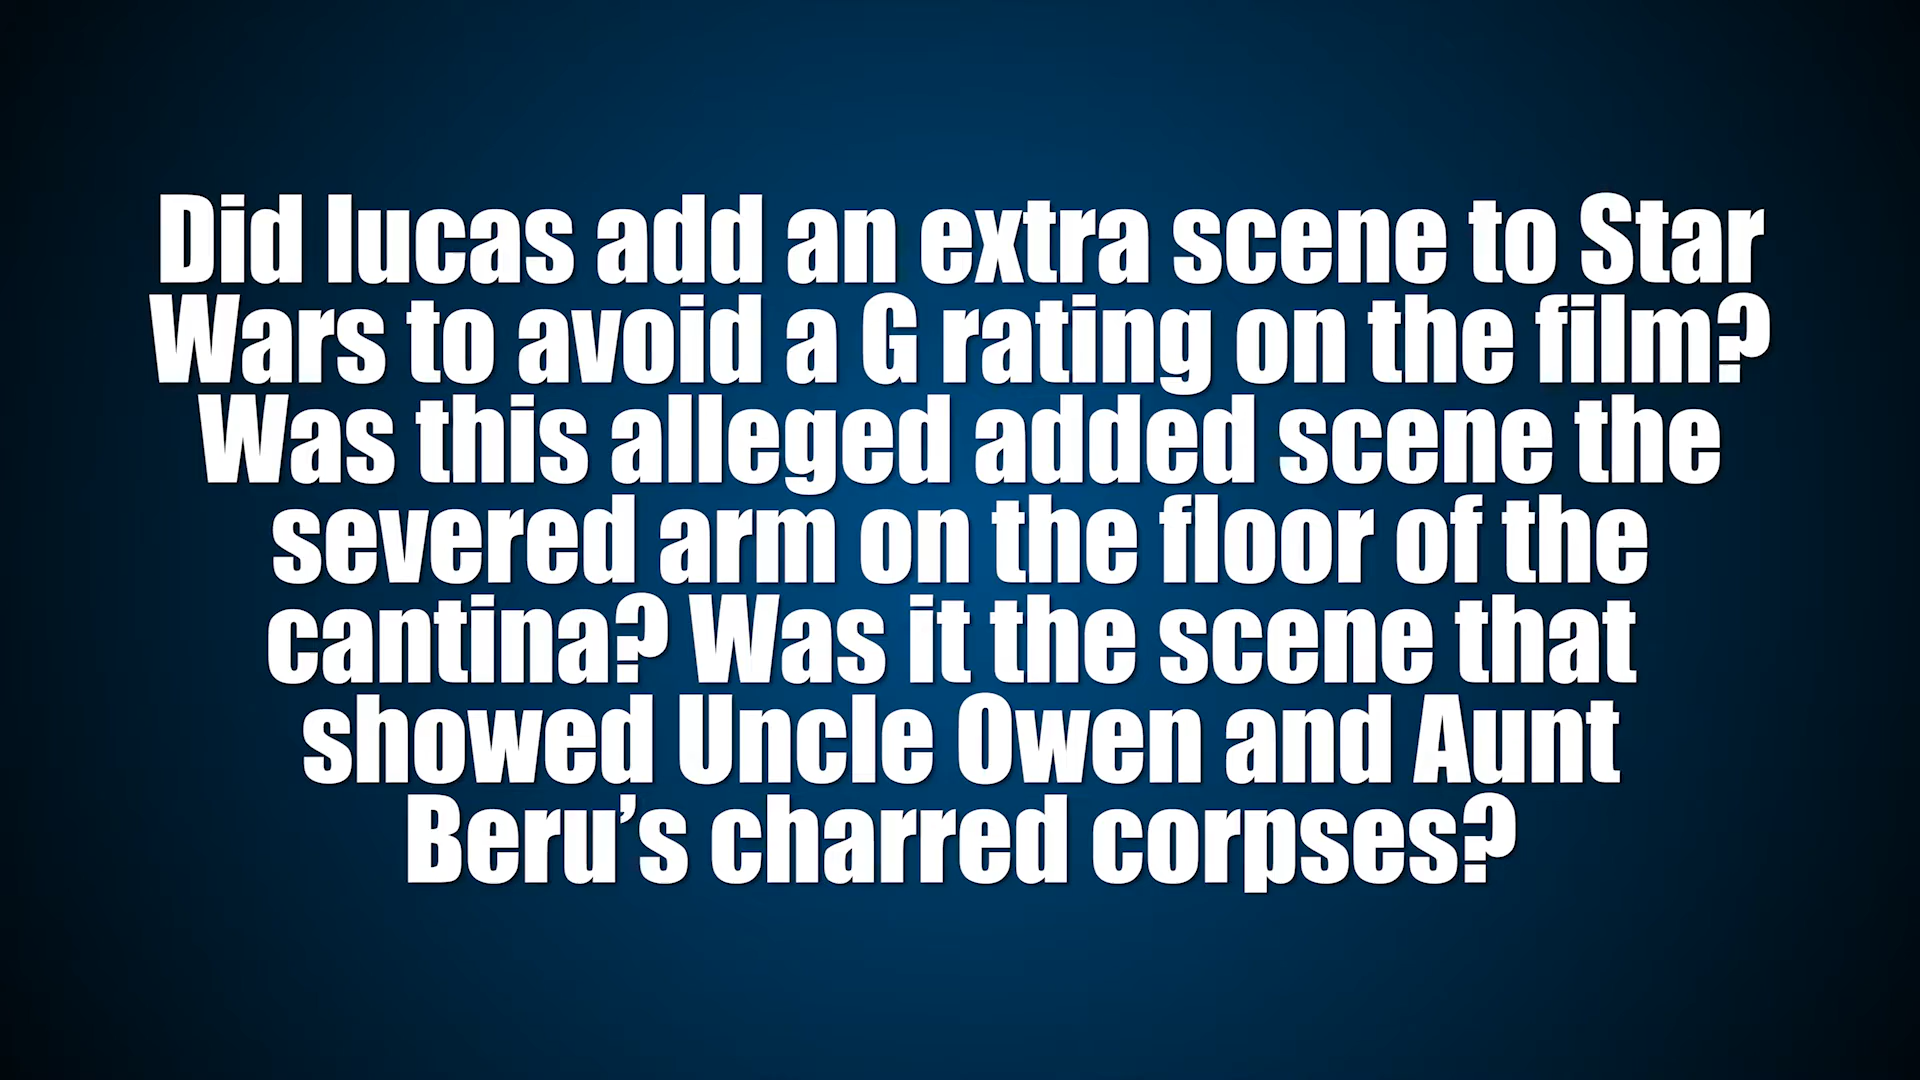 Did lucas add an extra scene to Star
Wars to avoid a G rating on the film?
Was this alleged added scene the
severed arm on the floor of the
cantina? Was it the scene that
showed Uncle Owen and Aunt
Beru’s charred corpses?